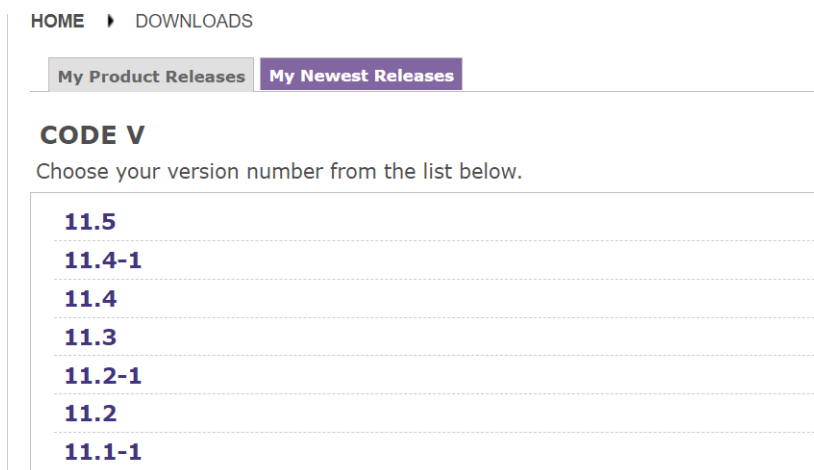 HOME DOWNLOADS
My Product Releases My Newest Releases
CODE V
Choose your version number from the list below.
11.5
11.4-1
11.4
11.3
11.2-1
11.2
11.1-1